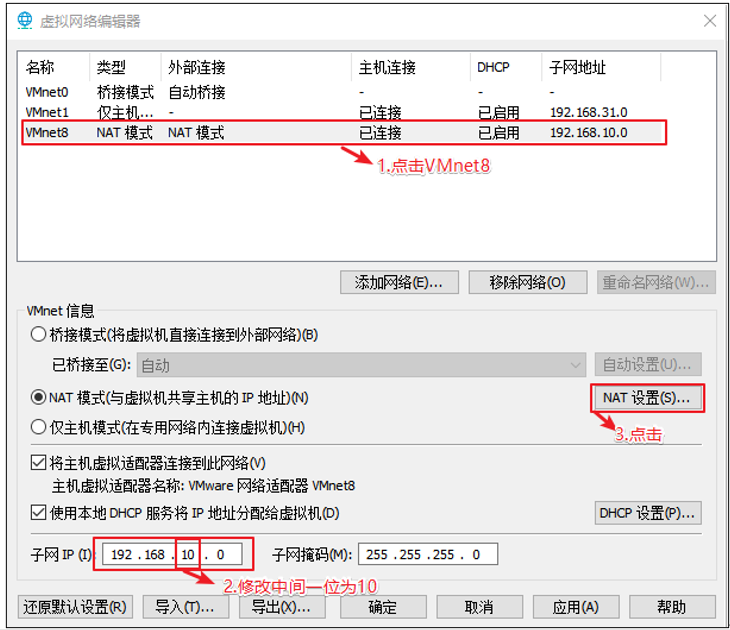 虚拟网络编辑器
名称 类型 外部连接 主机连接 DHCP 子网地址
VMnet0 桥接模式 自动桥接 - - -
VMnet1 仅主机... - 已连接 已启用 192.168.31.0
VMnet8 NAT 模式 NAT 模式 已连接 已启用 192.168.10.0
1.点击VMnet8
添加网络(E)... 移除网络(O) 重命名网络(W)...
VMnet 信息
桥接模式(将虚拟机直接连接到外部网络)(B)
已桥接至(G): 自动 自动设置(U)...
NAT 模式(与虚拟机共享主机的 IP 地址)(N) NAT 设置(S)...
仅主机模式(在专用网络内连接虚拟机)(H)
3.点击
将主机虚拟适配器连接到此网络(V)
主机虚拟适配器名称: VMware 网络适配器 VMnet8
使用本地 DHCP 服务将 IP 地址分配给虚拟机(D) DHCP 设置(P)...
子网 IP (I): 192 . 168 . 10 . 0 子网掩码(M): 255 . 255 . 255 . 0
2.修改中间一位为10
还原默认设置(R) 导入(T)... 导出(X)... 确定 取消 应用(A) 帮助